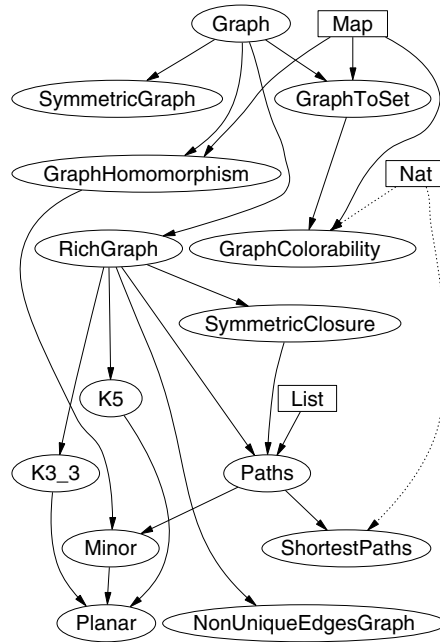 Graph
Map
SymmetricGraph
GraphToSet
GraphHomomorphism
Nat
RichGraph
GraphColorability
SymmetricClosure
K5
List
K3_3
Paths
Minor
ShortestPaths
Planar
NonUniqueEdgesGraph